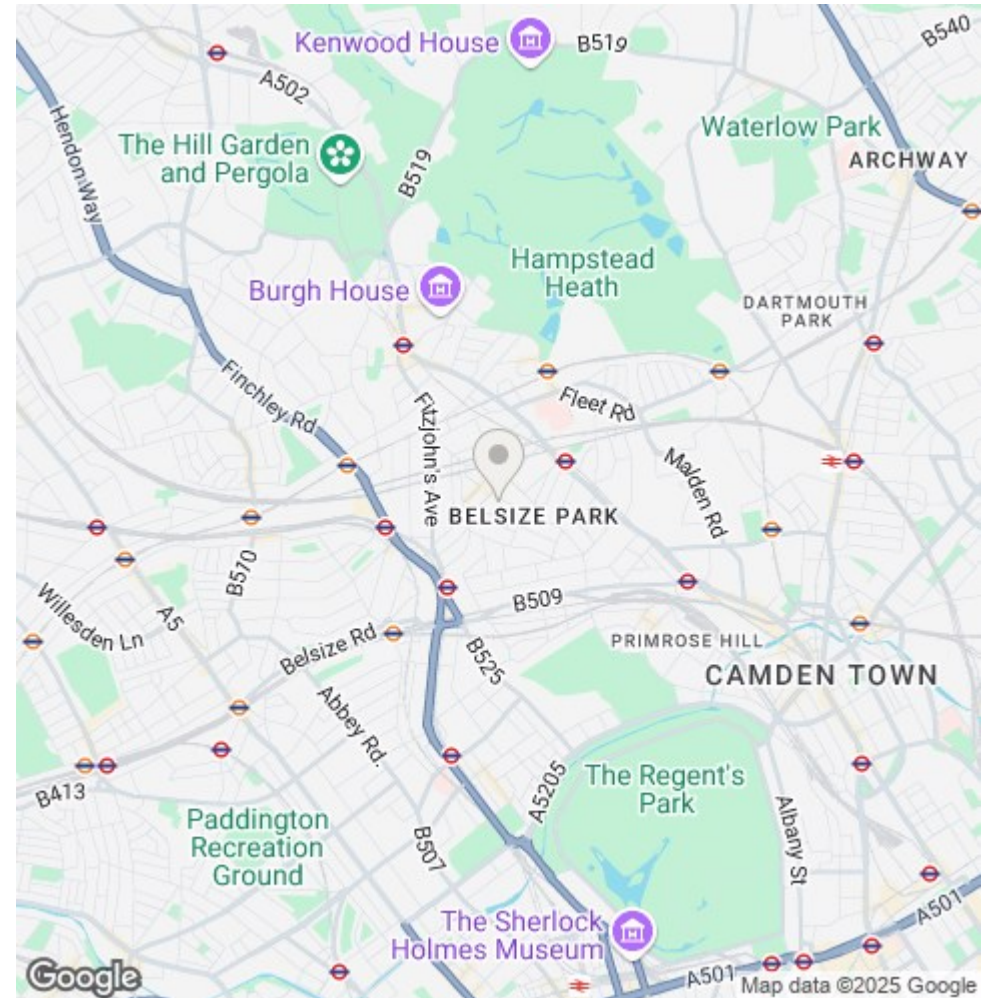 Kenwood House
B519
B540
A502
Hendon Way
The Hill Garden
and Pergola
B519
Waterlow Park
ARCHWAY
Hampstead
Heath
Burgh House
DARTMOUTH
PARK
Finchley Rd
Fitzjohn's Ave
Fleet Rd
Malden Rd
BELSIZE PARK
B570
A5
Willesden Ln
B509
Belsize Rd
B525
PRIMROSE HILL
CAMDEN TOWN
Abbey Rd.
A5205
The Regent's
Park
B413
Paddington
Recreation
Ground
B507
Albany St
The Sherlock
Holmes Museum
A501
A501
Google
Map data ©2025 Google